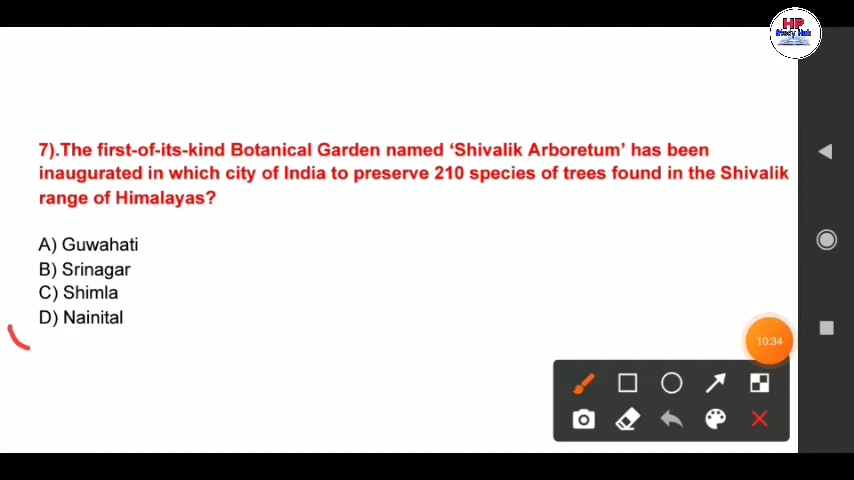 HP
Study Hub
7).The first-of-its-kind Botanical Garden named ‘Shivalik Arboretum’ has been
inaugurated in which city of India to preserve 210 species of trees found in the Shivalik
range of Himalayas?
A) Guwahati
B) Srinagar
C) Shimla
D) Nainital
10:34